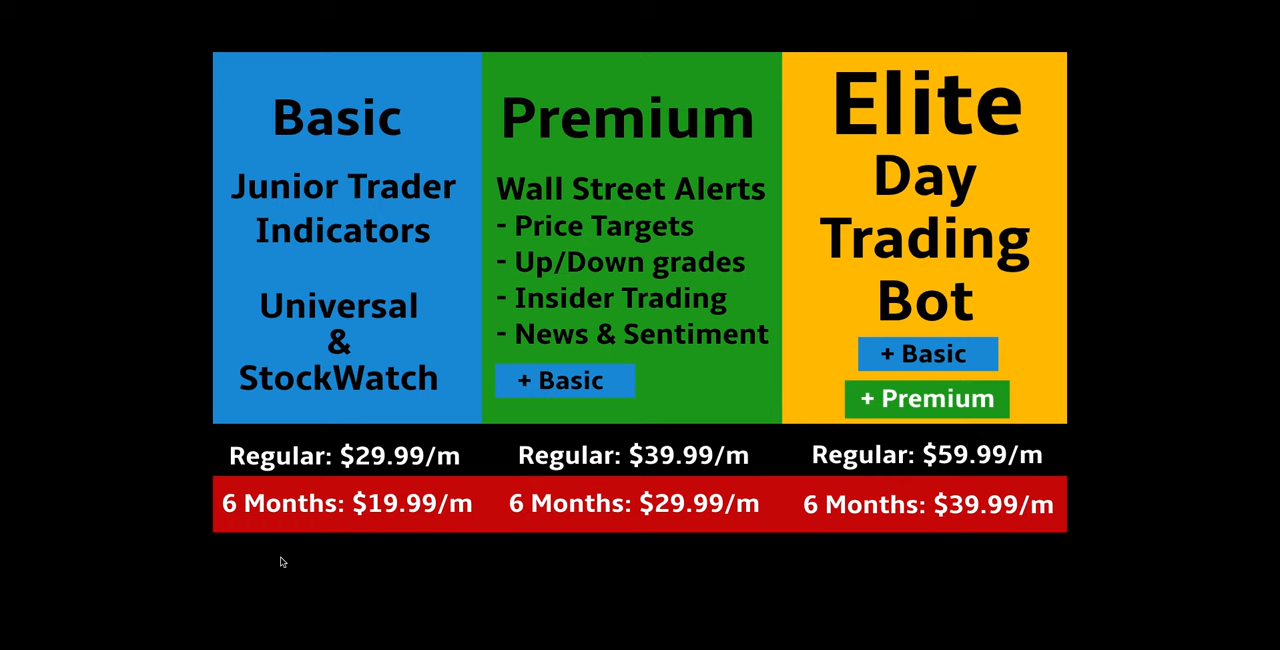 Basic
Junior Trader
Indicators
Universal
&
StockWatch
Premium
Wall Street Alerts
- Price Targets
- Up/Down grades
- Insider Trading
- News & Sentiment
+ Basic
Elite
Day
Trading
Bot
+ Basic
+ Premium
Regular: $29.99/m
Regular: $39.99/m
Regular: $59.99/m
6 Months: $19.99/m
6 Months: $29.99/m
6 Months: $39.99/m